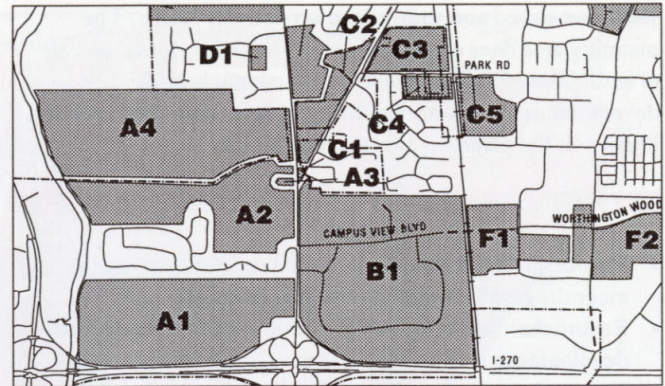 C2
D1
C3
PARK RD
A4
C5
C4
C1
A3
A2
WORTHINGTON WOOD
CAMPUS VIEW BLVD
F1
F2
B1
A1
I-270